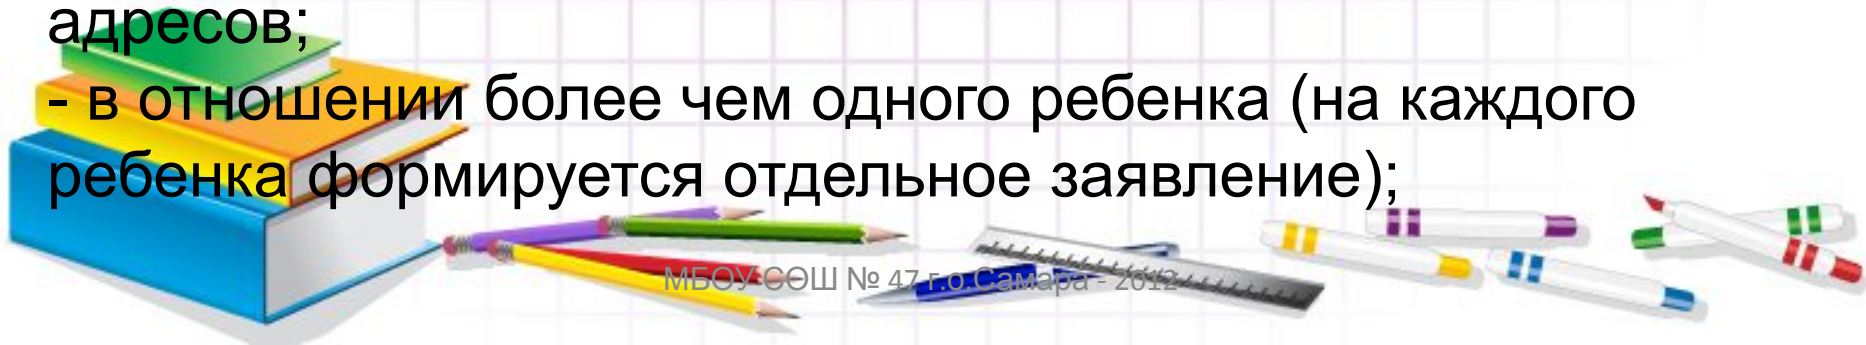 адресов;
- в отношении более чем одного ребенка (на каждого
ребенка формируется отдельное заявление);
МБОУ СОШ № 47 г.о.Самара - 2012